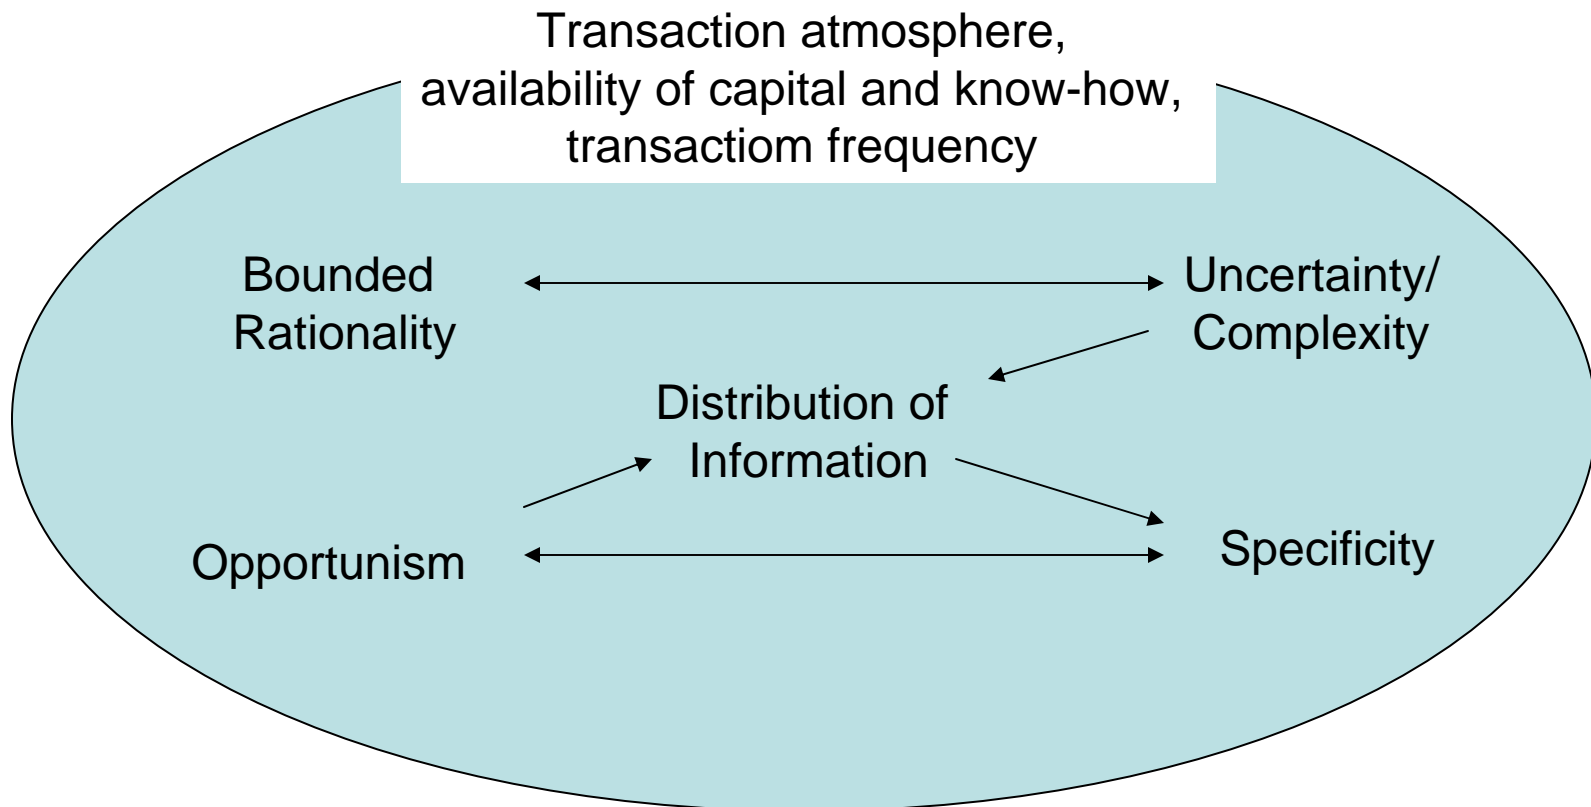 Transaction atmosphere,
availability of capital and know-how,
transactiom frequency
Bounded
Rationality
Uncertainty/
Complexity
Distribution of
Information
Opportunism
Specificity